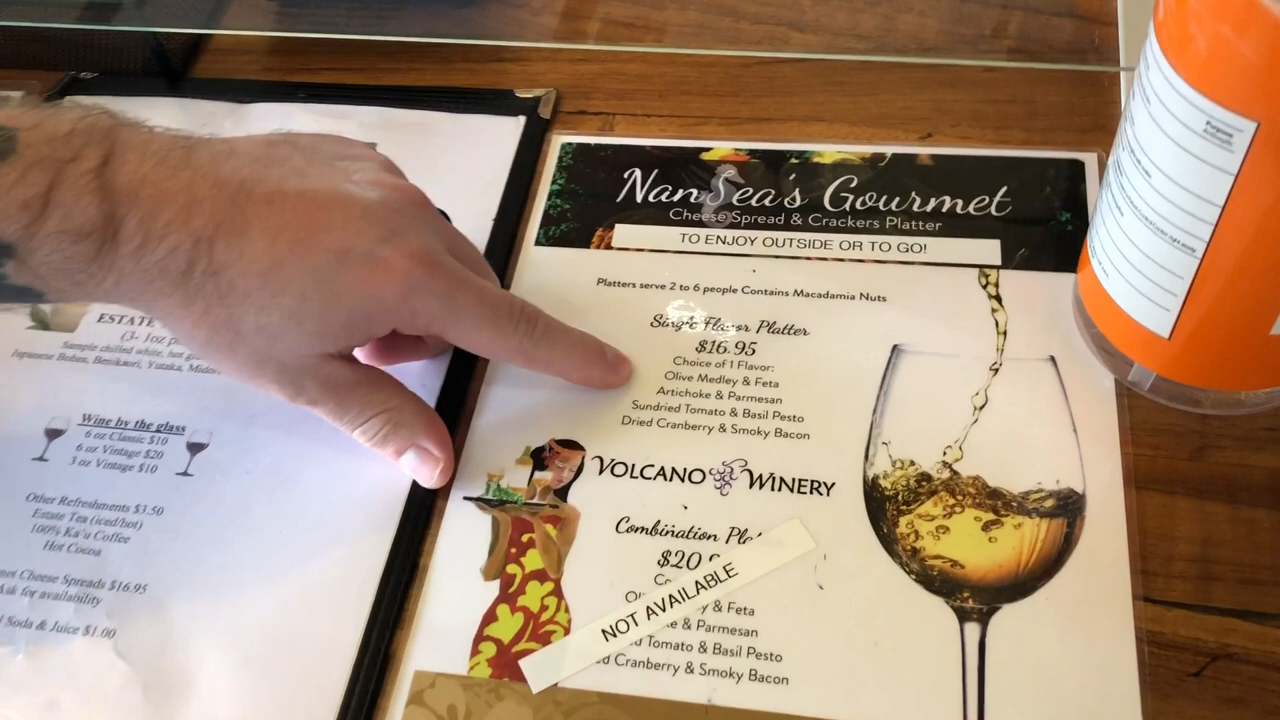 ESTATE
(3- 1oz
Sample chilled white, hot
Japanese Bohea, Benikaori, Yutaka, Midori
Wine by the glass
6 oz Classic $10
6 oz Vintage $20
3 oz Vintage $10
Other Refreshments $3.50
Estate Tea (iced/hot)
100% Ka'u Coffee
Hot Cocoa
Cheese Spreads $16.95
Ask for availability
Soda & Juice $1.00
NanSea's Gourmet
Cheese Spread & Crackers Platter
TO ENJOY OUTSIDE OR TO GO!
Platters serve 2 to 6 people Contains Macadamia Nuts
Single Flavor Platter
$16.95
Choice of 1 Flavor:
Olive Medley & Feta
Artichoke & Parmesan
Sundried Tomato & Basil Pesto
Dried Cranberry & Smoky Bacon
VOLCANO WINERY
Combination
$20
NOT AVAILABLE
& Feta
& Parmesan
Tomato & Basil Pesto
Cranberry & Smoky Bacon
Purpose
Antiseptic